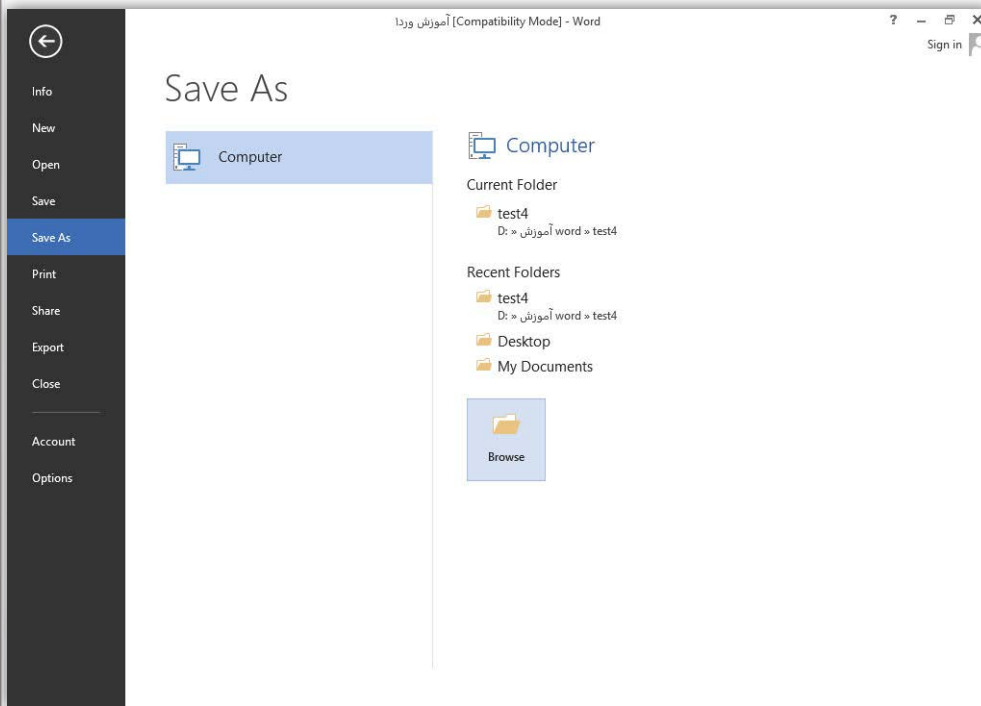 آموزش ورد۱ [Compatibility Mode] - Word
?
Sign in
Info
New
Open
Save
Save As
Print
Share
Export
Close
Account
Options
Save As
Computer
Computer
Current Folder
test4
D: » آموزش word » test4
Recent Folders
test4
D: » آموزش word » test4
Desktop
My Documents
Browse